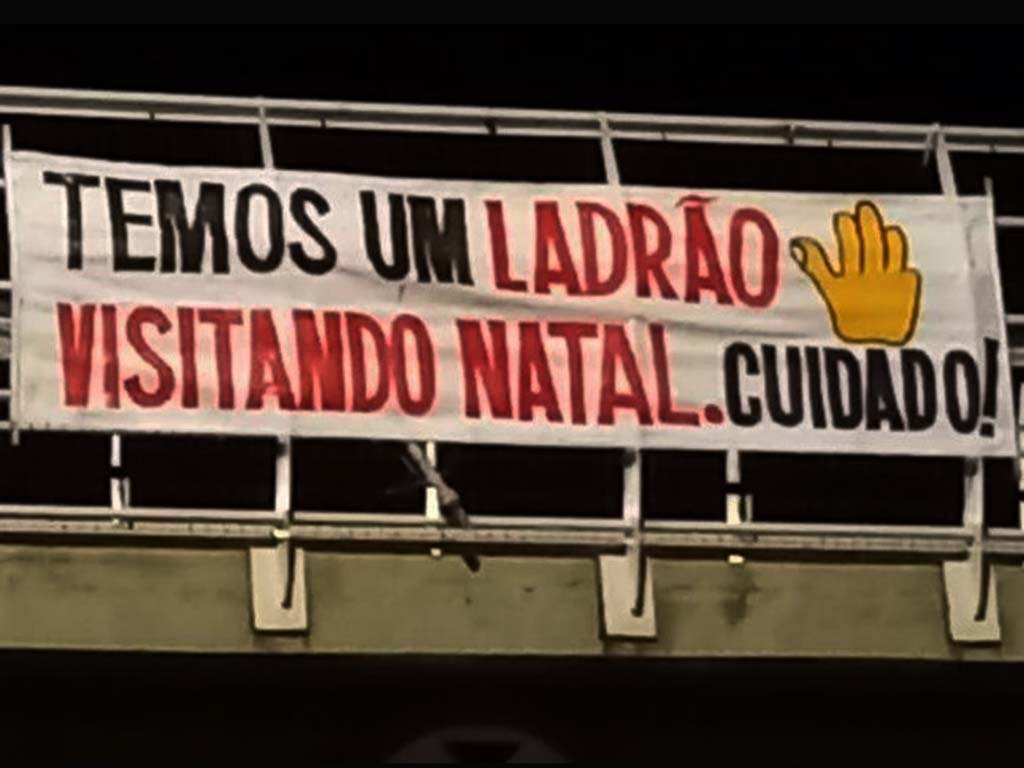 TEMOS UM LADRÃO
VISITANDO NATAL. CUIDADO!